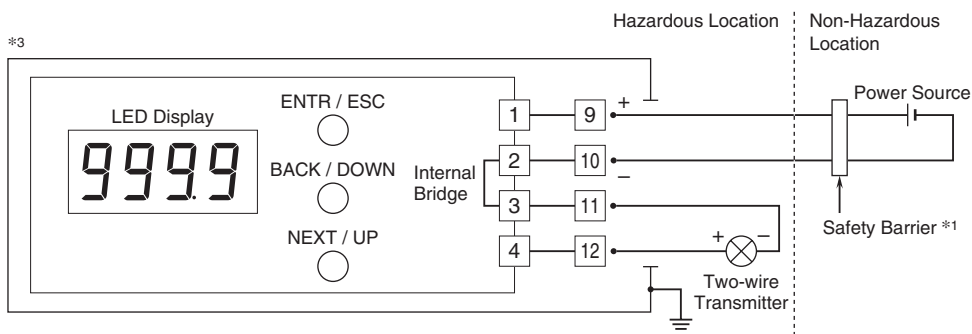 Hazardous Location
Non-Hazardous
Location
*3
Power Source
ENTR / ESC
LED Display
1
9
+
999.9
BACK / DOWN
Internal
Bridge
2
10
−
3
11
Safety Barrier *1
NEXT / UP
4
12
+
−
Two-wire
Transmitter